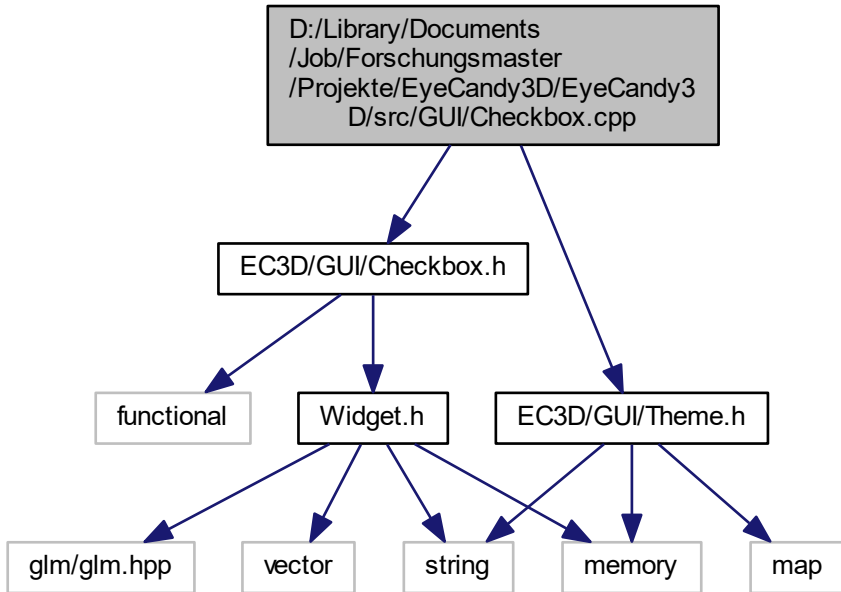 D:/Library/Documents
/Job/Forschungsmaster
/Projekte/EyeCandy3D/EyeCandy3
D/src/GUI/Checkbox.cpp
EC3D/GUI/Checkbox.h
functional
Widget.h
EC3D/GUI/Theme.h
glm/glm.hpp
vector
string
memory
map